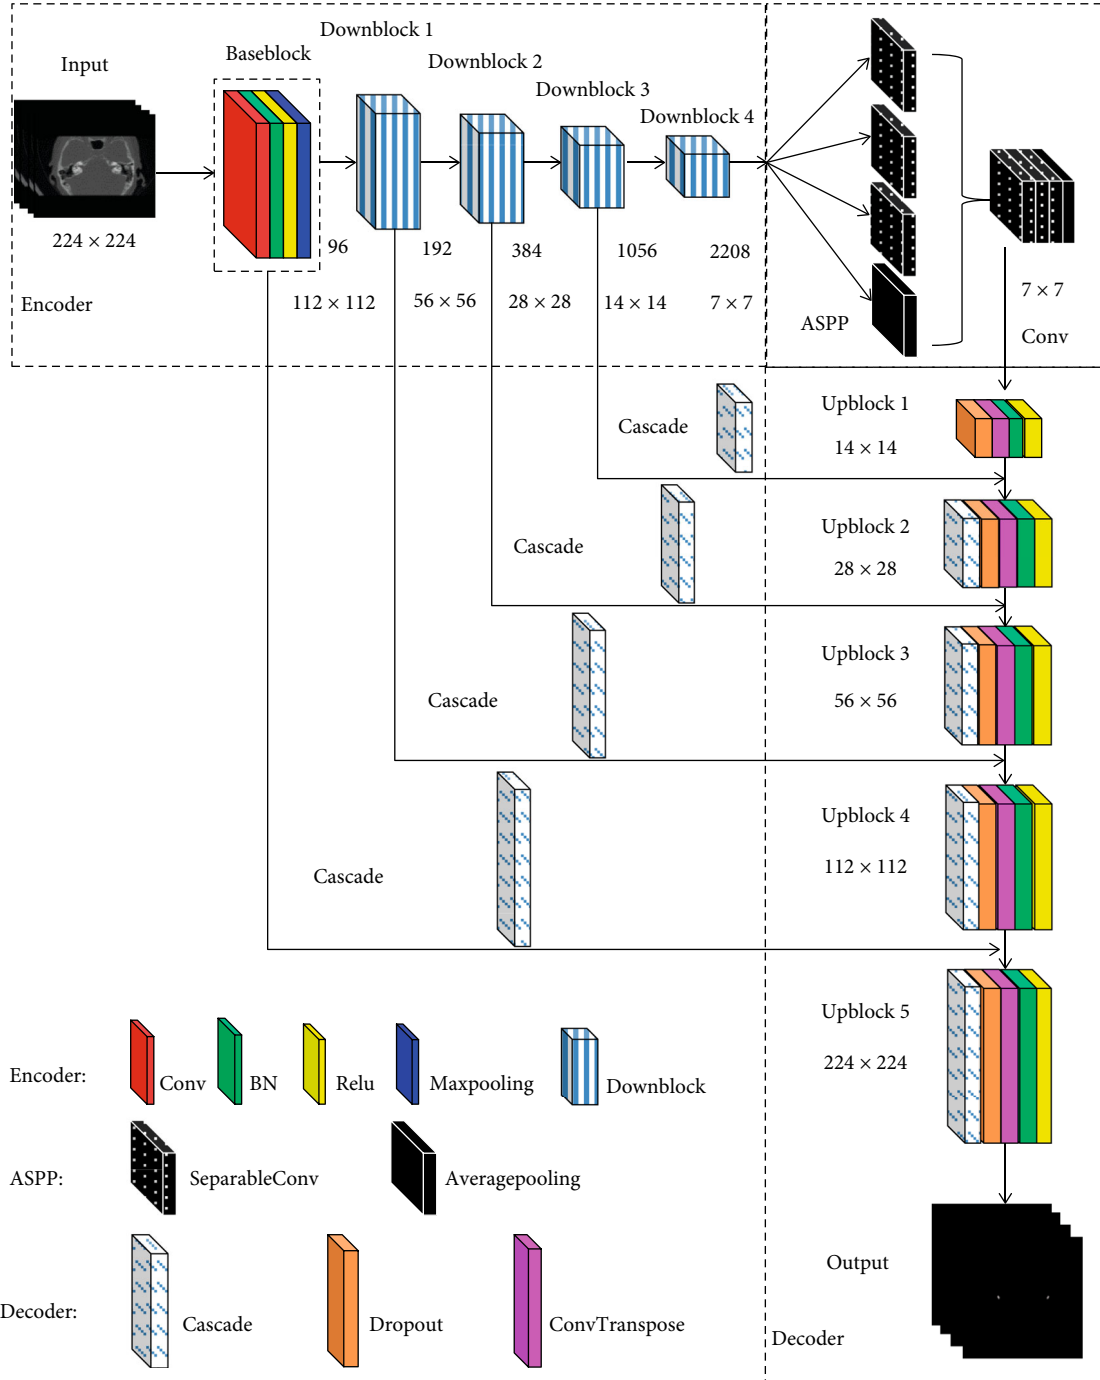 Input
Baseblock
Downblock 1
Downblock 2
Downblock 3
Downblock 4
224 × 224
96
192
384
1056
2208
Encoder
112 × 112
56 × 56
28 × 28
14 × 14
7 × 7
ASPP
7 × 7
Conv
Cascade
Upblock 1
14 × 14
Cascade
Upblock 2
28 × 28
Cascade
Upblock 3
56 × 56
Cascade
Upblock 4
112 × 112
Upblock 5
224 × 224
Output
Decoder
Encoder:
Conv
BN
Relu
Maxpooling
Downblock
ASPP:
SeparableConv
Averagepooling
Decoder:
Cascade
Dropout
ConvTranspose